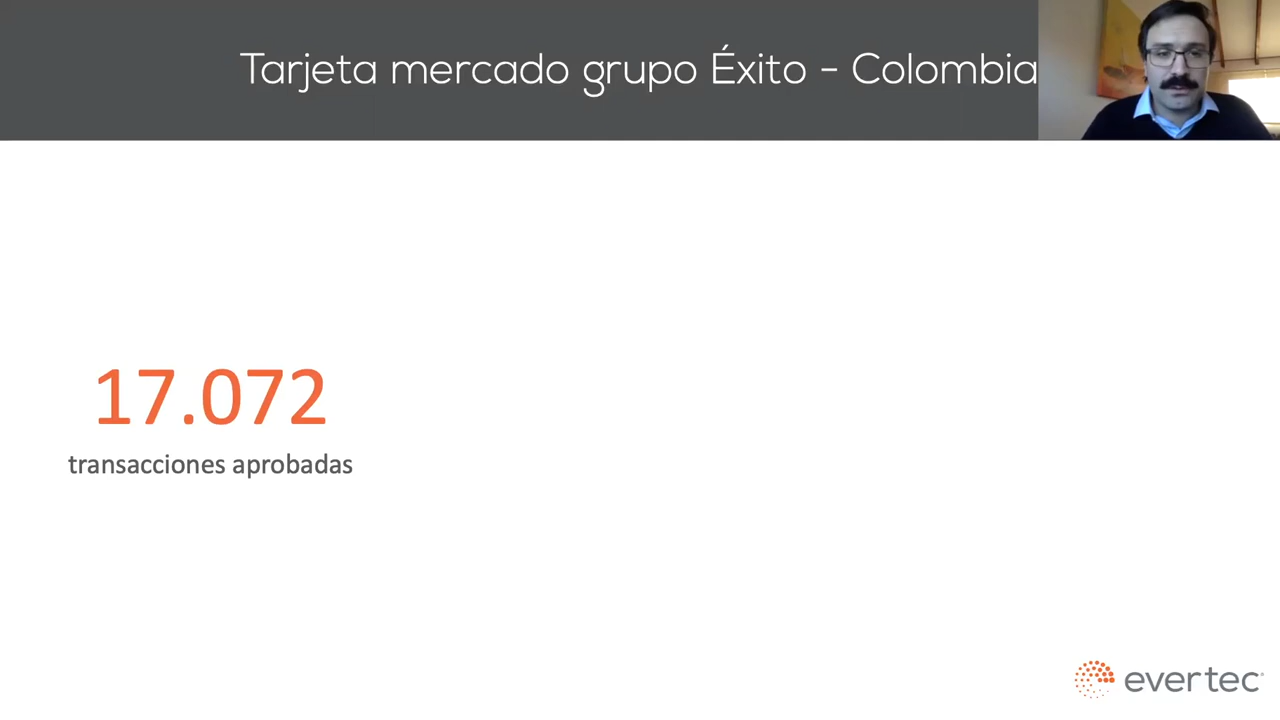 Tarjeta mercado grupo Éxito - Colombia
17.072
transacciones aprobadas
evertec